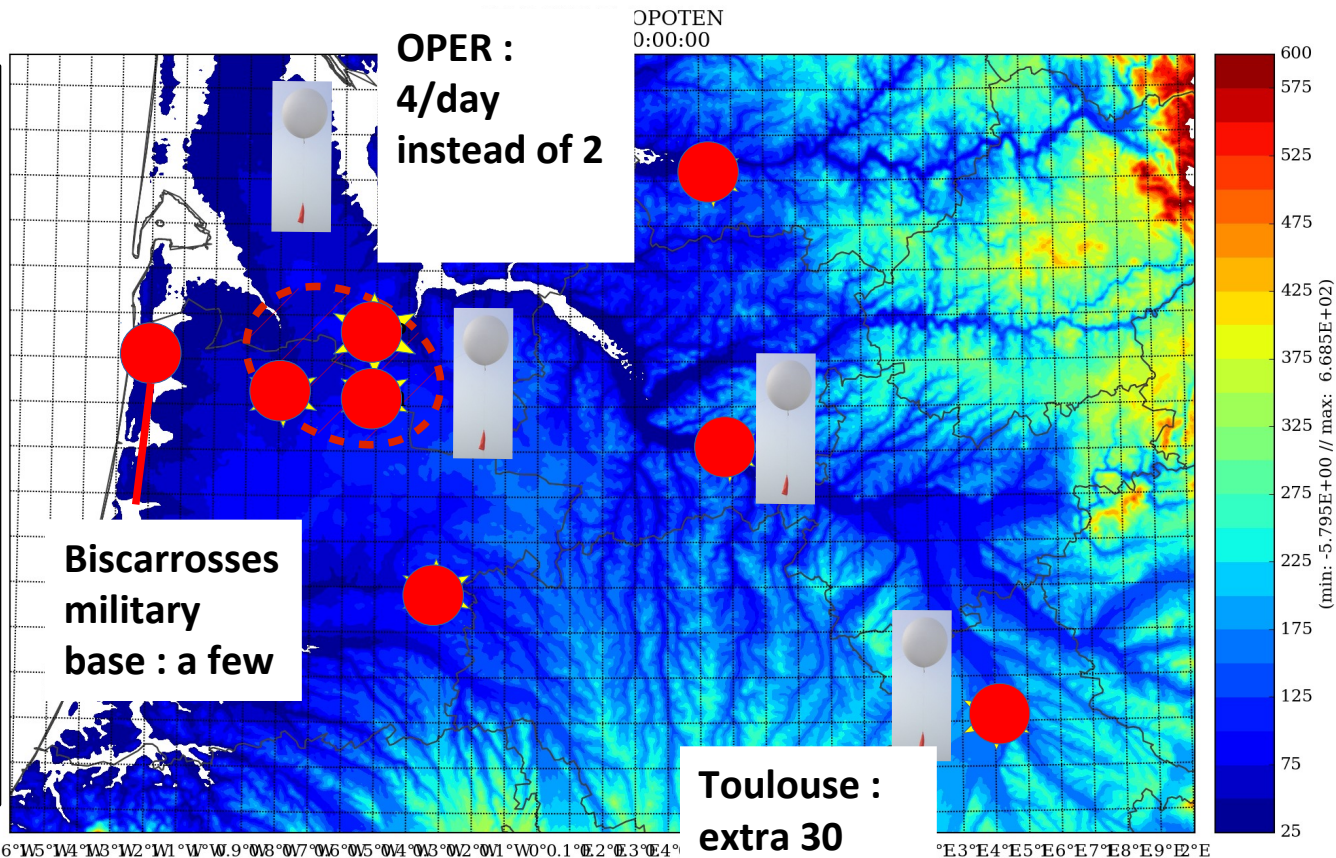 OPOTEN
0:00:00
OPER :
4/day
instead of 2
Biscarrosses
military
base : a few
Toulouse :
extra 30
600
575
525
475
425
375
325
275
225
175
125
75
25
(min: -5.795E+00 // max: 6.685E+02)